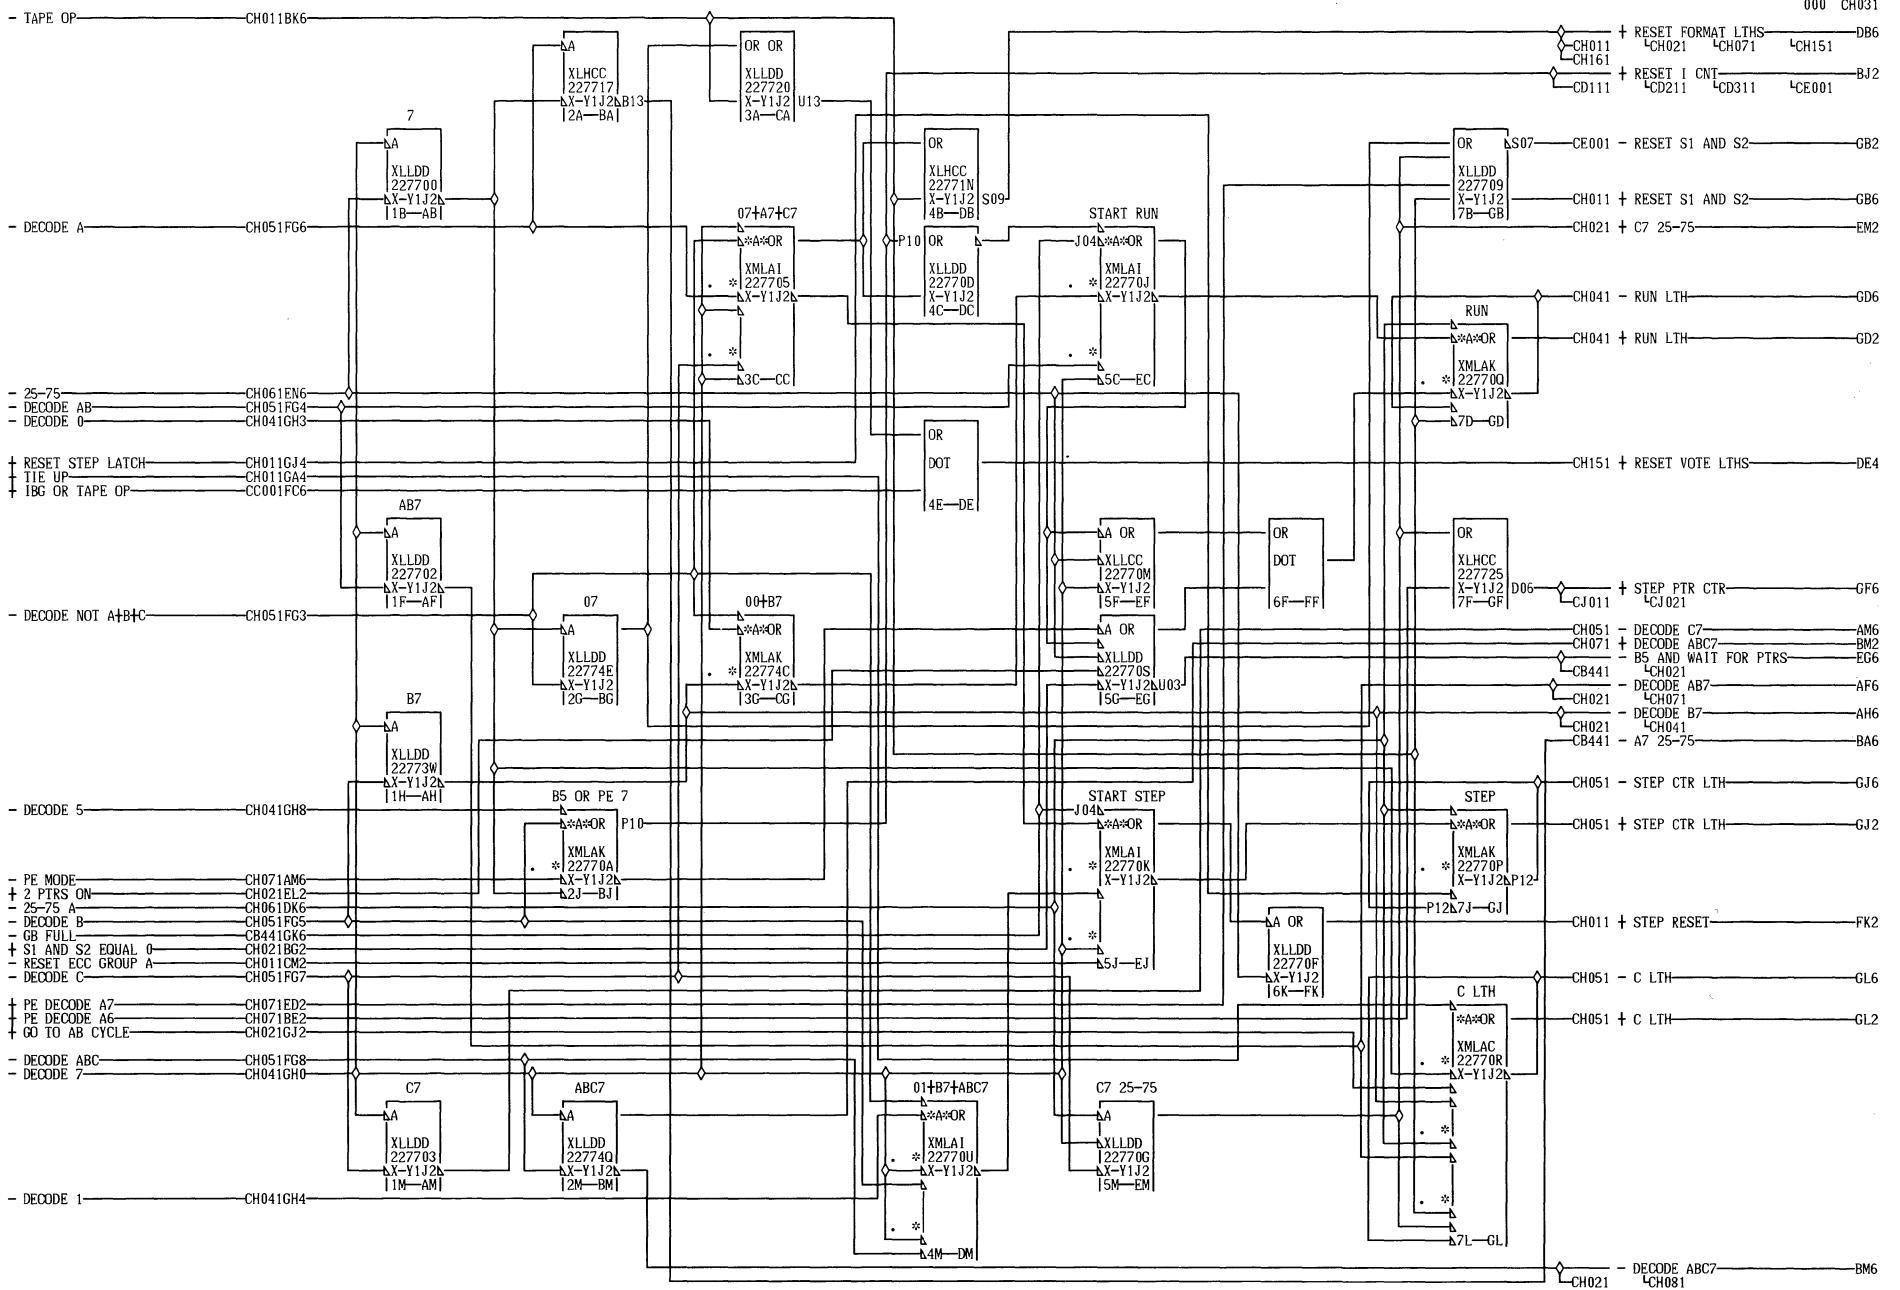 000 CH031
- TAPE OP CH011BK6
+ RESET FORMAT LTHS DB6
CH011 CH021 CH071 CH151
CH161
+ RESET I CNT BJ2
CD111 CD211 CD311 CE001
A
XLHCC
227717
X-Y1J2 B13
2A BA
OR OR
XLLDD
227720
X-Y1J2 U13
3A CA
7
A
XLLDD
227700
X-Y1J2
1B AB
OR
XLHCC
22771N
X-Y1J2 S09
4B DB
OR S07
XLLDD
227709
X-Y1J2
7B GB
CE001 - RESET S1 AND S2 GB2
CH011 + RESET S1 AND S2 GB6
CH021 + C7 25-75 EM2
- DECODE A CH051FG6
07+A7+C7
*A*OR
XMLAI
. *
227705
X-Y1J2
. *
3C CC
P10 OR
XLLDD
22770D
X-Y1J2
4C DC
START RUN
J04 *A*OR
XMLAI
. *
22770J
X-Y1J2
. *
5C EC
CH041 - RUN LTH GD6
RUN
*A*OR
XMLAK
. *
22770Q
X-Y1J2
7D GD
CH041 + RUN LTH GD2
- 25-75 CH061EN6
- DECODE AB CH051FG4
- DECODE 0 CH041GH3
+ RESET STEP LATCH CH011GJ4
+ TIE UP CH011GA4
+ IBG OR TAPE OP CC001FC6
OR
DOT
4E DE
CH151 + RESET VOTE LTHS DE4
AB7
A
XLLDD
227702
X-Y1J2
1F AF
A OR
XLLCC
22770M
X-Y1J2
5F EF
OR
DOT
6F FF
OR
XLHCC
227725
X-Y1J2 D06
7F GF
+ STEP PTR CTR GF6
CJ011 CJ021
- DECODE NOT A+B+C CH051FG3
07
A
XLLDD
22774E
X-Y1J2
2G BG
00+B7
*A*OR
XMLAK
. *
22774C
X-Y1J2
3G CG
A OR
XLLDD
22770S
X-Y1J2 U03
5G EG
CH051 - DECODE C7 AM6
CH071 + DECODE ABC7 BM2
- B5 AND WAIT FOR PTRS EG6
CB441 CH021
- DECODE AB7 AF6
CH021 CH071
- DECODE B7 AH6
CH021 CH041
CB441 - A7 25-75 BA6
B7
A
XLLDD
22773W
X-Y1J2
1H AH
CH051 - STEP CTR LTH GJ6
- DECODE 5 CH041GH8
B5 OR PE 7
*A*OR P10
XMLAK
. *
22770A
X-Y1J2
2J BJ
START STEP
J04
*A*OR
XMLAI
. *
22770K
X-Y1J2
. *
5J EJ
STEP
*A*OR
XMLAK
. *
22770P
X-Y1J2 P12
P12 7J GJ
CH051 + STEP CTR LTH GJ2
- PE MODE CH071AM6
+ 2 PTRS ON CH021EL2
- 25-75 A CH061DK6
- DECODE B CH051FG5
- GB FULL CB441GK6
+ S1 AND S2 EQUAL 0 CH021BG2
- RESET ECC GROUP A CH011CM2
- DECODE C CH051FG7
A OR
XLLDD
22770F
X-Y1J2
6K FK
CH011 + STEP RESET FK2
CH051 - C LTH GL6
+ PE DECODE A7 CH071ED2
+ PE DECODE A6 CH071BE2
+ GO TO AB CYCLE CH021GJ2
- DECODE ABC CH051FG8
- DECODE 7 CH041GH0
C LTH
*A*OR
XMLAC
. *
22770R
X-Y1J2
. *
. *
7L GL
CH051 + C LTH GL2
C7
A
XLLDD
227703
X-Y1J2
1M AM
ABC7
A
XLLDD
22774Q
X-Y1J2
2M BM
01+B7+ABC7
*A*OR
XMLAI
. *
22770U
X-Y1J2
. *
4M DM
C7 25-75
A
XLLDD
22770G
X-Y1J2
5M EM
- DECODE 1 CH041GH4
- DECODE ABC7 BM6
CH021 CH081